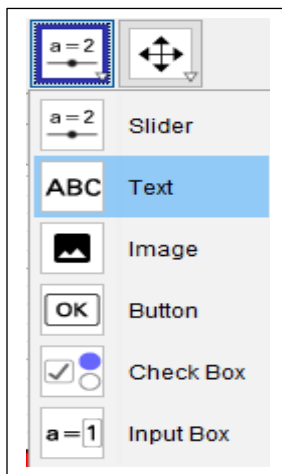 a=2
a=2 Slider
ABC Text
Image
OK Button
Check Box
a=1 Input Box